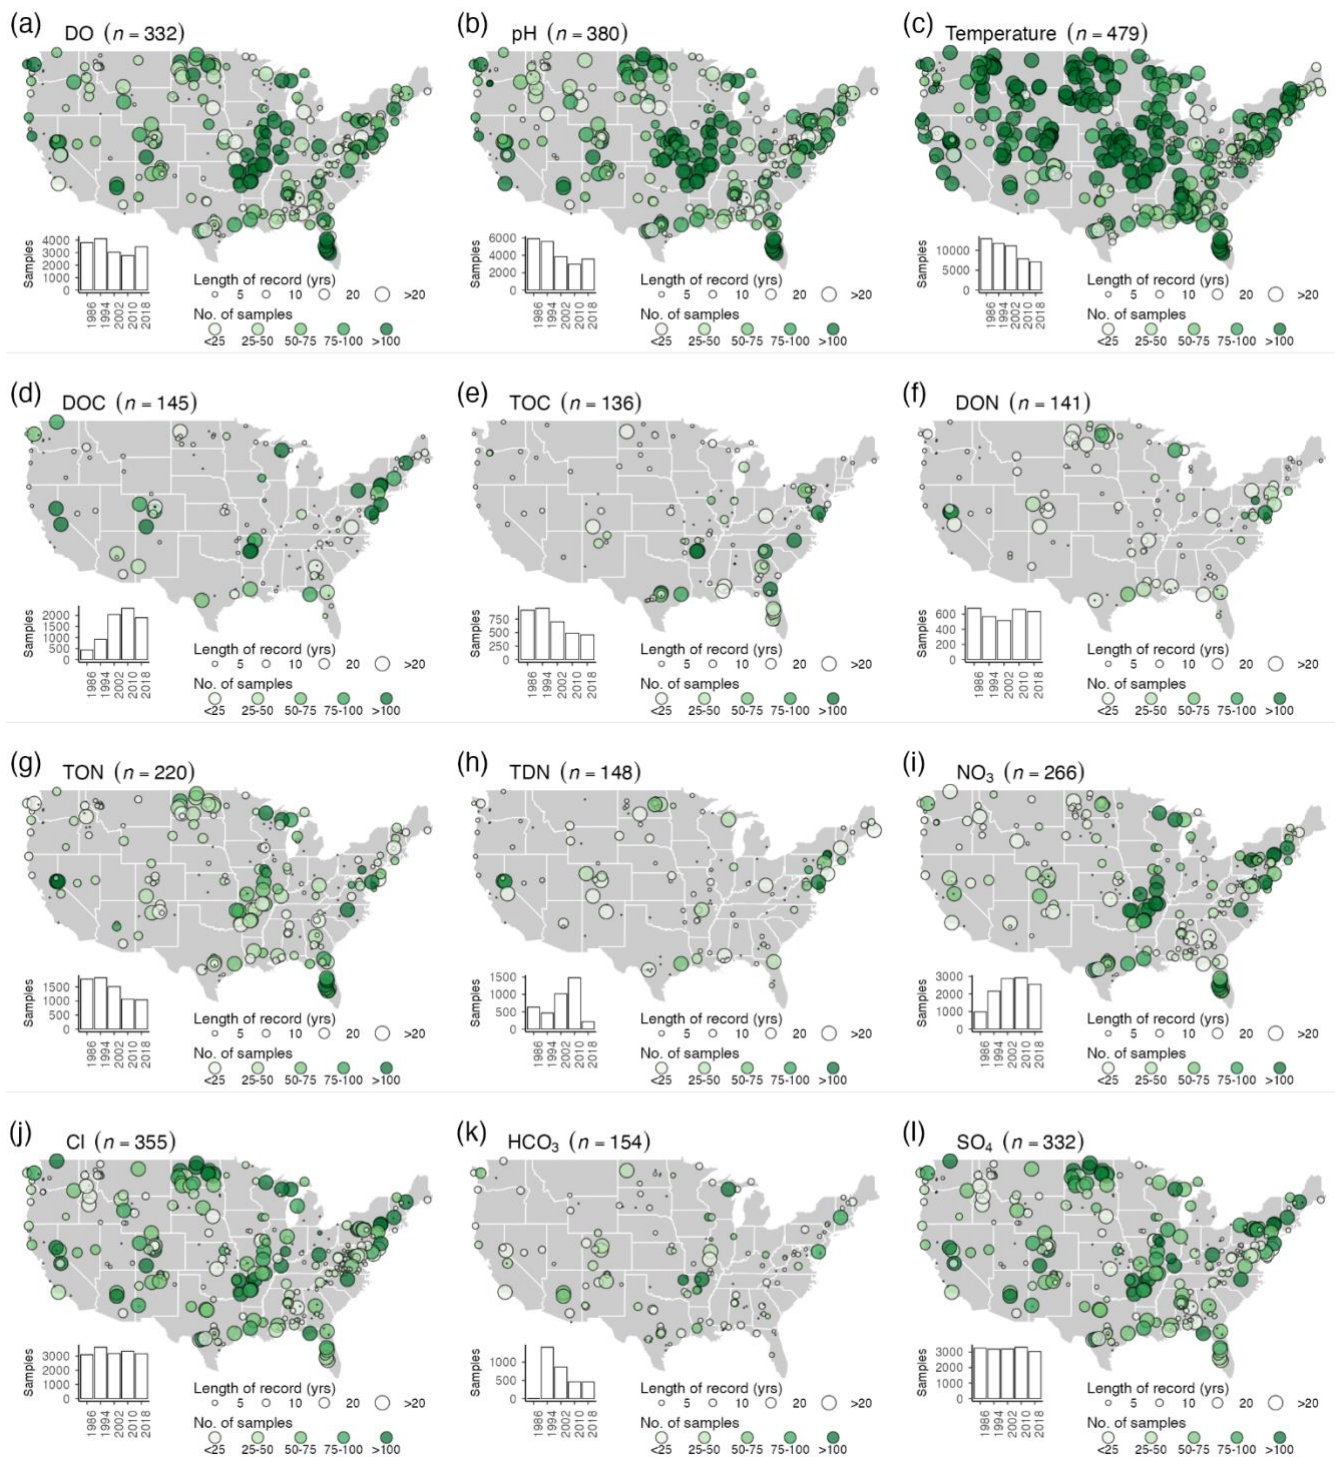 (a) DO (n = 332)
Samples
4000
3000
2000
1000
0
1986
1994
2002
2010
2018
Length of record (yrs)
5 10 20 >20
No. of samples
<25 25-50 50-75 75-100 >100
(b) pH (n = 380)
Samples
6000
4000
2000
0
1986
1994
2002
2010
2018
Length of record (yrs)
5 10 20 >20
No. of samples
<25 25-50 50-75 75-100 >100
(c) Temperature (n = 479)
Samples
10000
5000
0
1986
1994
2002
2010
2018
Length of record (yrs)
5 10 20 >20
No. of samples
<25 25-50 50-75 75-100 >100
(d) DOC (n = 145)
Samples
2000
1500
1000
500
0
1986
1994
2002
2010
2018
Length of record (yrs)
5 10 20 >20
No. of samples
<25 25-50 50-75 75-100 >100
(e) TOC (n = 136)
Samples
750
500
250
0
1986
1994
2002
2010
2018
Length of record (yrs)
5 10 20 >20
No. of samples
<25 25-50 50-75 75-100 >100
(f) DON (n = 141)
Samples
600
400
200
0
1986
1994
2002
2010
2018
Length of record (yrs)
5 10 20 >20
No. of samples
<25 25-50 50-75 75-100 >100
(g) TON (n = 220)
Samples
1500
1000
500
0
1986
1994
2002
2010
2018
Length of record (yrs)
5 10 20 >20
No. of samples
<25 25-50 50-75 75-100 >100
(h) TDN (n = 148)
Samples
1500
1000
500
0
1986
1994
2002
2010
2018
Length of record (yrs)
5 10 20 >20
No. of samples
<25 25-50 50-75 75-100 >100
(i) NO₃ (n = 266)
Samples
3000
2000
1000
0
1986
1994
2002
2010
2018
Length of record (yrs)
5 10 20 >20
No. of samples
<25 25-50 50-75 75-100 >100
(j) Cl (n = 355)
Samples
3000
2000
1000
0
1986
1994
2002
2010
2018
Length of record (yrs)
5 10 20 >20
No. of samples
<25 25-50 50-75 75-100 >100
(k) HCO₃ (n = 154)
Samples
1000
500
0
1986
1994
2002
2010
2018
Length of record (yrs)
5 10 20 >20
No. of samples
<25 25-50 50-75 75-100 >100
(l) SO₄ (n = 332)
Samples
3000
2000
1000
0
1986
1994
2002
2010
2018
Length of record (yrs)
5 10 20 >20
No. of samples
<25 25-50 50-75 75-100 >100